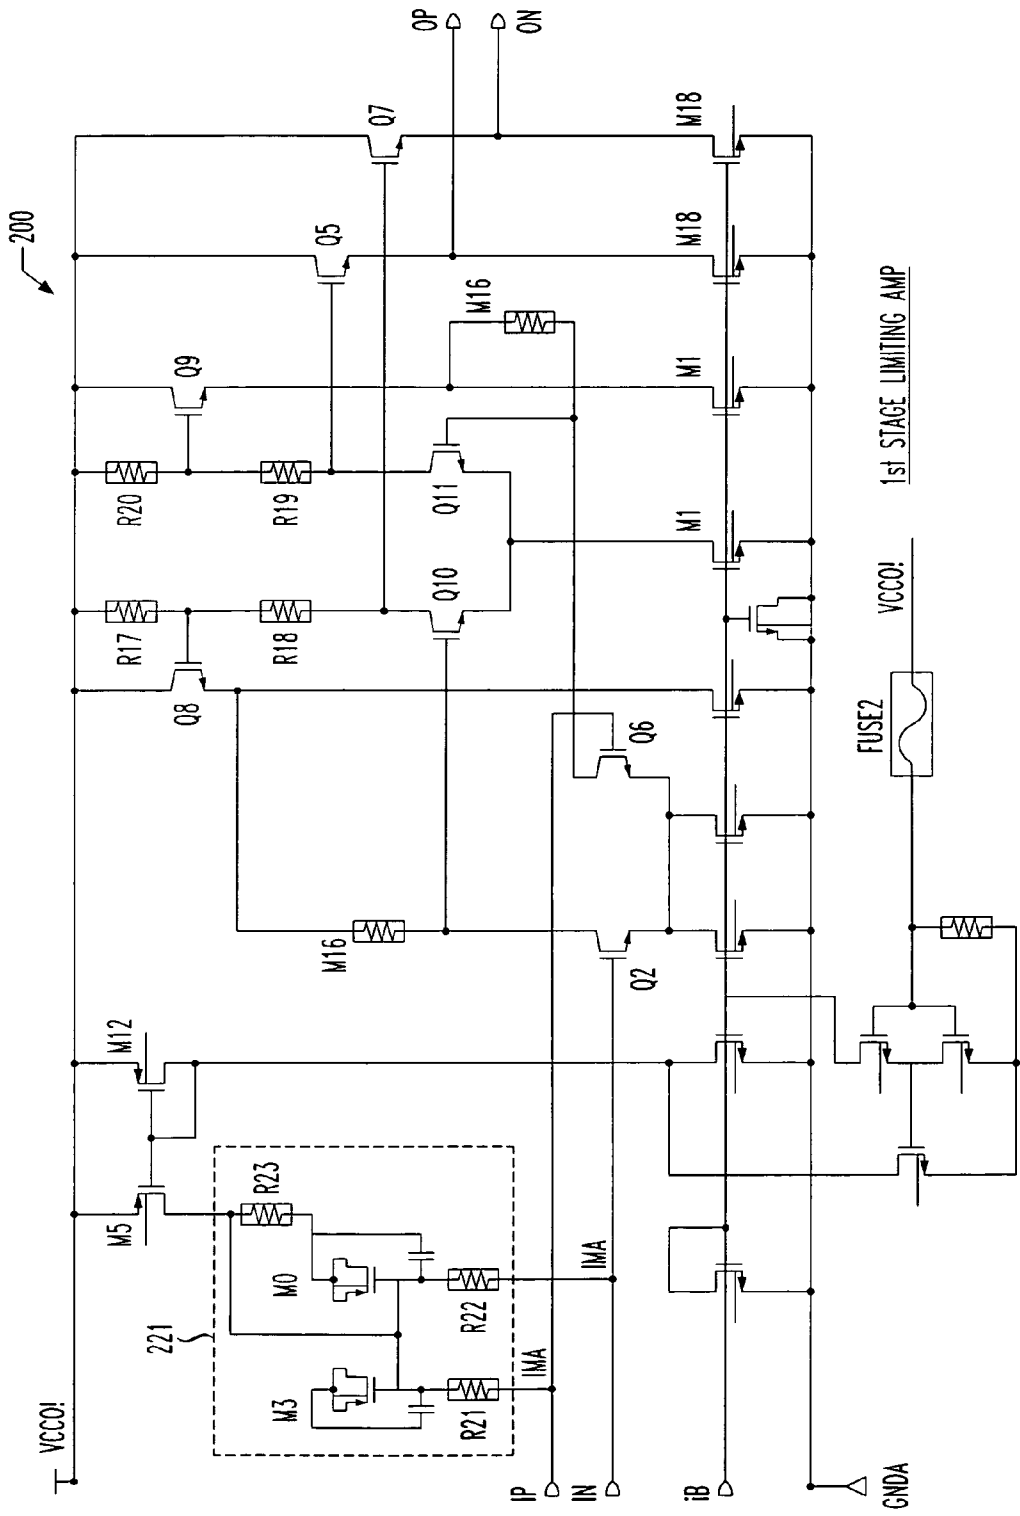 200
VCCO!
M5
M12
221
R23
M0
M3
R22
R21
IMA
IMA
IP
IN
iB
GNDA
M16
Q2
Q6
Q8
R17
R18
R20
R19
Q9
Q10
Q11
M16
Q5
Q7
OP
ON
M1
M1
M18
M18
FUSE2
VCCO!
1st STAGE LIMITING AMP